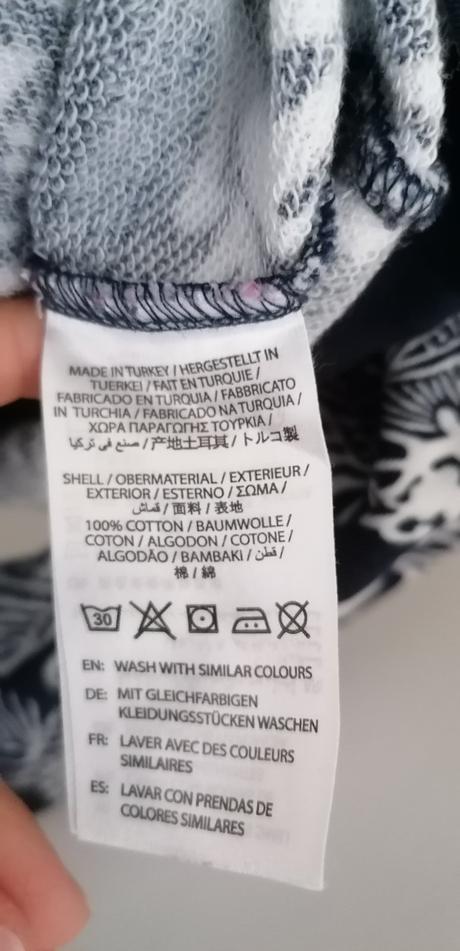 MADE IN TURKEY / HERGESTELLT IN
TUERKEI / FAIT EN TURQUIE /
FABRICADO EN TURQUIA / FABBRICATO
IN TURCHIA / FABRICADO NA TURQUIA /
ΧΩΡΑ ΠΑΡΑΓΩΓΗΣ ΤΟΥΡΚΙΑ /
صنع في تركيا / 产地土耳其 / トルコ製
SHELL / OBERMATERIAL / EXTERIEUR /
EXTERIOR / ESTERNO / ΣΩΜΑ /
قماش / 面料 / 表地
100% COTTON / BAUMWOLLE /
COTON / ALGODON / COTONE /
ALGODÃO / BAMBAKI / قطن /
棉 / 綿
30
EN: WASH WITH SIMILAR COLOURS
DE: MIT GLEICHFARBIGEN
KLEIDUNGSSTÜCKEN WASCHEN
FR: LAVER AVEC DES COULEURS
SIMILAIRES
ES: LAVAR CON PRENDAS DE
COLORES SIMILARES